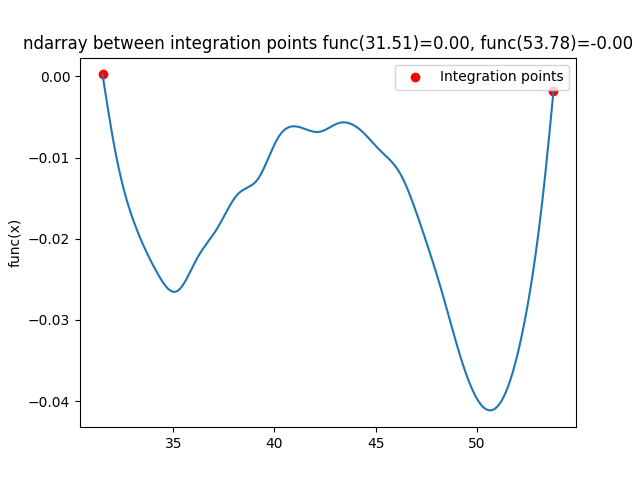 ndarray between integration points func(31.51)=0.00, func(53.78)=-0.00
Integration points
func(x)
0.00
−0.01
−0.02
−0.03
−0.04
35 40 45 50